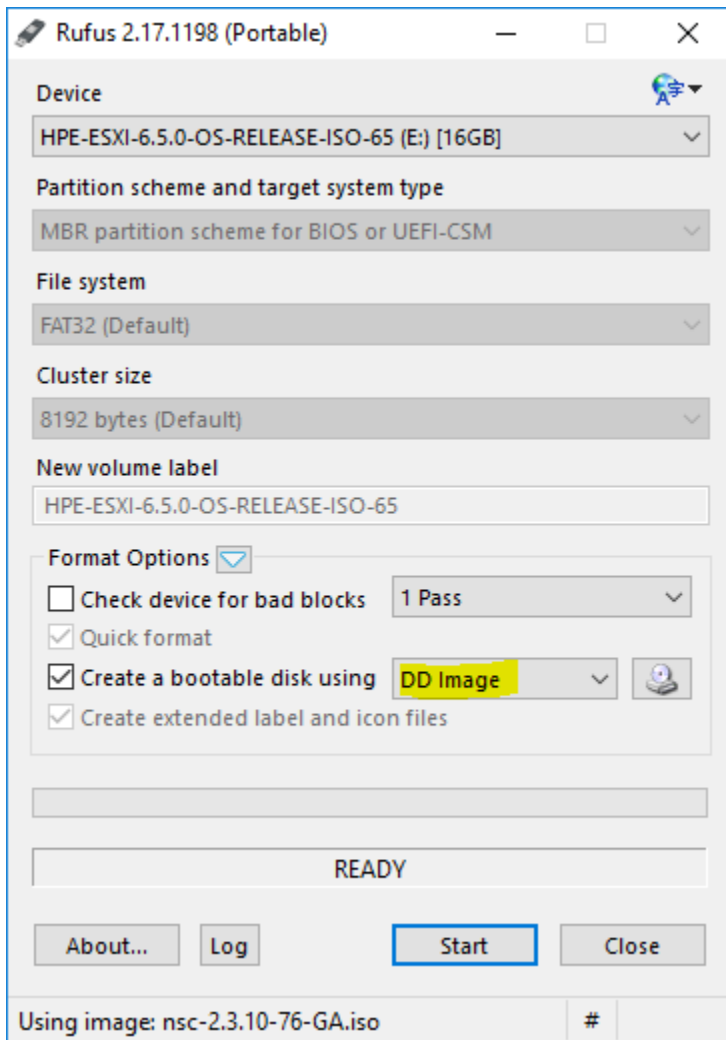 Rufus 2.17.1198 (Portable)
Device
HPE-ESXI-6.5.0-OS-RELEASE-ISO-65 (E:) [16GB]
Partition scheme and target system type
MBR partition scheme for BIOS or UEFI-CSM
File system
FAT32 (Default)
Cluster size
8192 bytes (Default)
New volume label
HPE-ESXI-6.5.0-OS-RELEASE-ISO-65
Format Options
Check device for bad blocks 1 Pass
Quick format
Create a bootable disk using DD Image
Create extended label and icon files
READY
About... Log Start Close
Using image: nsc-2.3.10-76-GA.iso #